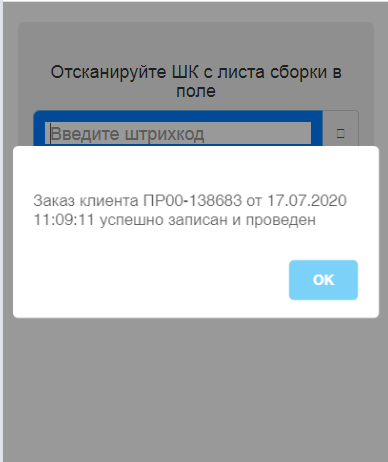 Отсканируйте ШК с листа сборки в
поле
Введите штрихкод
Заказ клиента ПР00-138683 от 17.07.2020
11:09:11 успешно записан и проведен
ОК